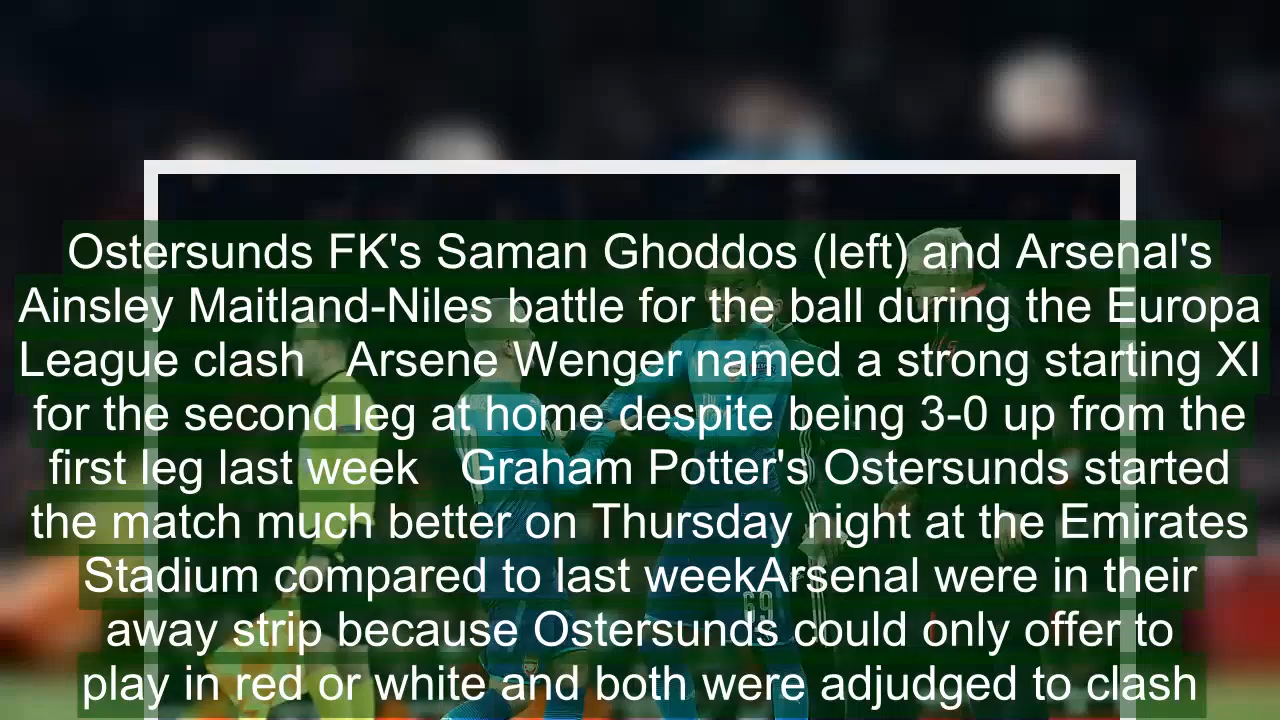 Ostersunds FK's Saman Ghoddos (left) and Arsenal's
Ainsley Maitland-Niles battle for the ball during the Europa
League clash   Arsene Wenger named a strong starting XI
for the second leg at home despite being 3-0 up from the
first leg last week   Graham Potter's Ostersunds started
the match much better on Thursday night at the Emirates
Stadium compared to last weekArsenal were in their
away strip because Ostersunds could only offer to
play in red or white and both were adjudged to clash
69